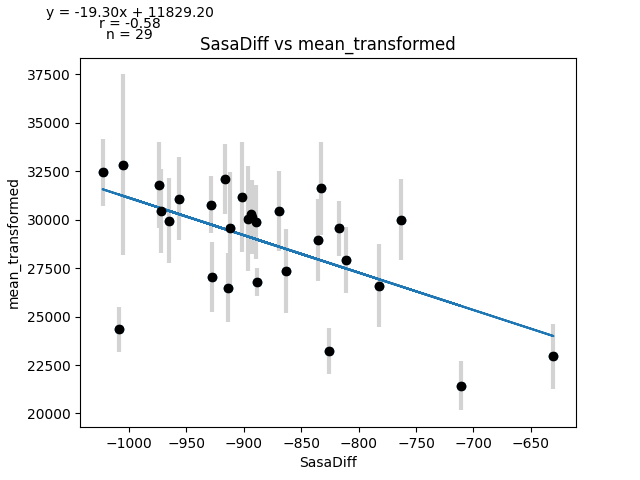 y = -19.30x + 11829.20
r = -0.58
n = 29
SasaDiff vs mean_transformed
37500
35000
32500
30000
27500
25000
22500
20000
mean_transformed
−1000
−950
−900
−850
−800
−750
−700
−650
SasaDiff